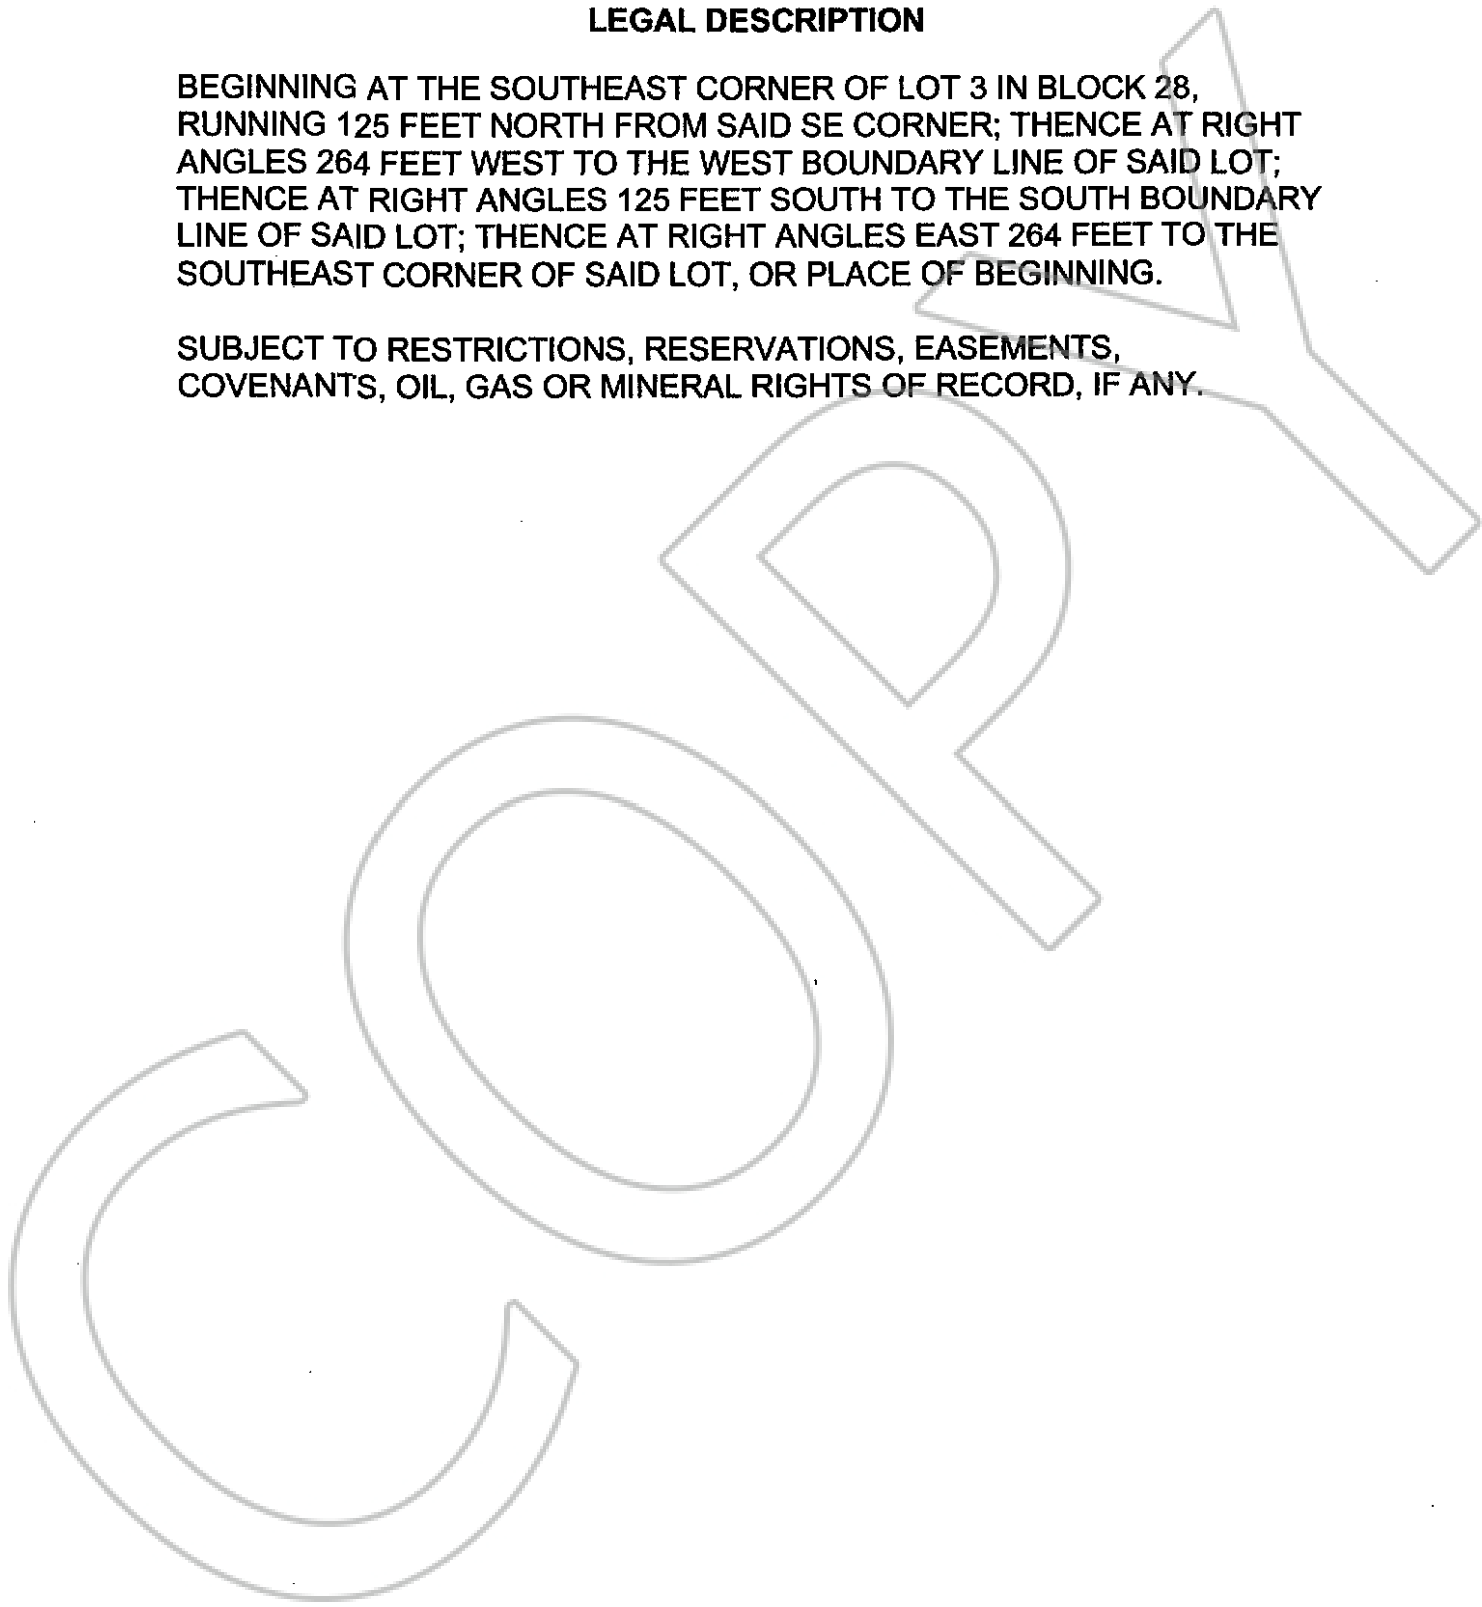 LEGAL DESCRIPTION
BEGINNING AT THE SOUTHEAST CORNER OF LOT 3 IN BLOCK 28,
RUNNING 125 FEET NORTH FROM SAID SE CORNER; THENCE AT RIGHT
ANGLES 264 FEET WEST TO THE WEST BOUNDARY LINE OF SAID LOT;
THENCE AT RIGHT ANGLES 125 FEET SOUTH TO THE SOUTH BOUNDARY
LINE OF SAID LOT; THENCE AT RIGHT ANGLES EAST 264 FEET TO THE
SOUTHEAST CORNER OF SAID LOT, OR PLACE OF BEGINNING.
SUBJECT TO RESTRICTIONS, RESERVATIONS, EASEMENTS,
COVENANTS, OIL, GAS OR MINERAL RIGHTS OF RECORD, IF ANY.
COPY